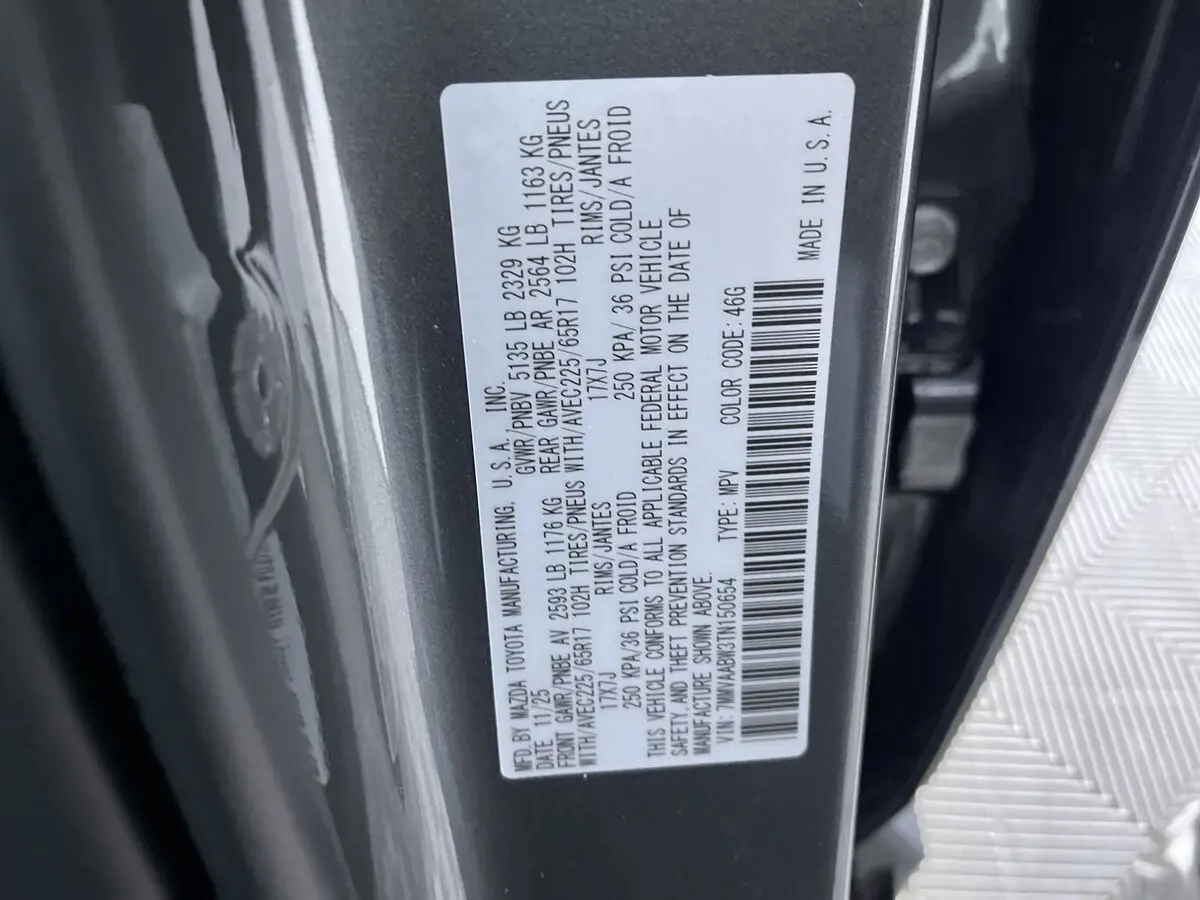 MFD. BY MAZDA TOYOTA MANUFACTURING, U.S.A. INC.
DATE 11/25 GVWR/PNBV 5135 LB 2329 KG
FRONT GAWR/PNBE AV 2593 LB 1176 KG REAR GAWR/PNBE AR 2564 LB 1163 KG
WITH/AVEC225/65R17 102H TIRES/PNEUS WITH/AVEC225/65R17 102H TIRES/PNEUS
17X7J RIMS/JANTES 17X7J RIMS/JANTES
250 KPA/36 PSI COLD/A FROID 250 KPA/ 36 PSI COLD/A FROID
THIS VEHICLE CONFORMS TO ALL APPLICABLE FEDERAL MOTOR VEHICLE
SAFETY, AND THEFT PREVENTION STANDARDS IN EFFECT ON THE DATE OF
MANUFACTURE SHOWN ABOVE.
VIN: 7MMVAABW3TN150654 TYPE: MPV COLOR CODE: 46G
MADE IN U.S.A.